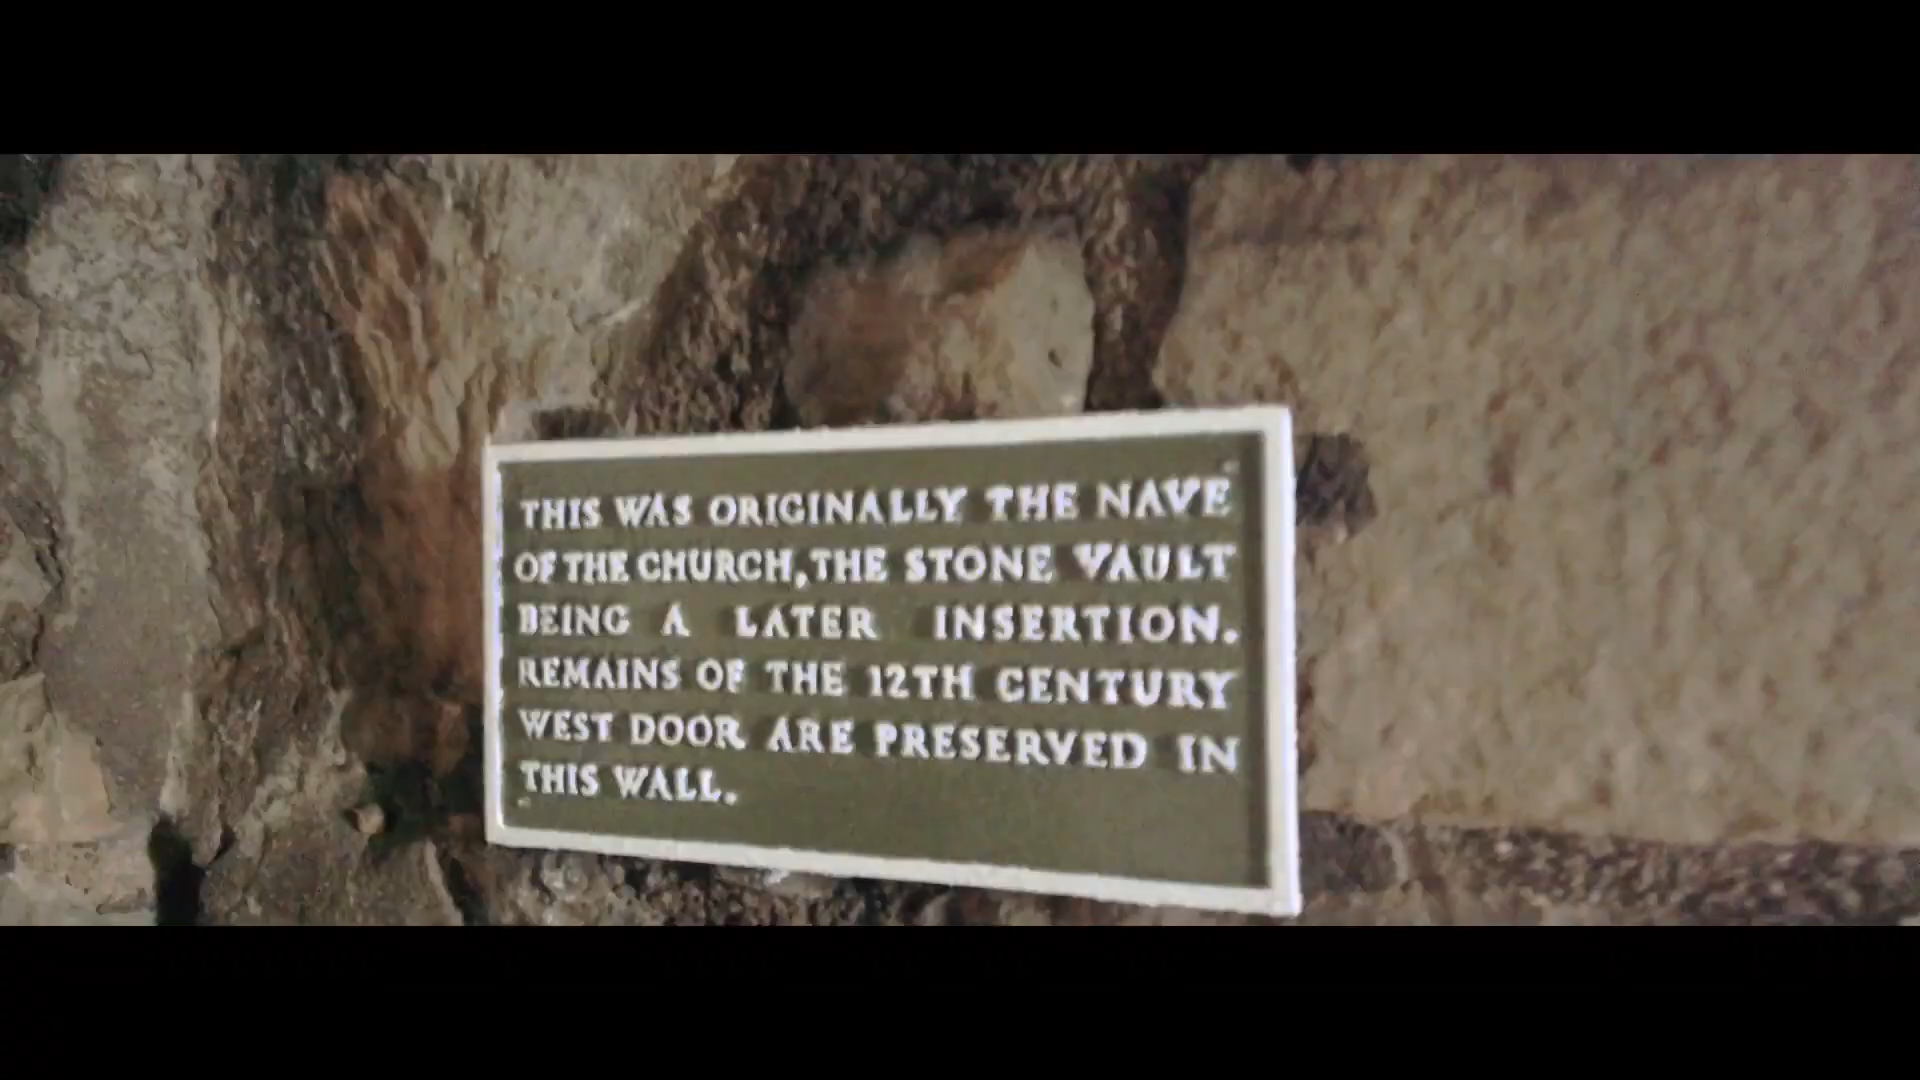 THIS WAS ORIGINALLY THE NAVE
OF THE CHURCH, THE STONE VAULT
BEING A LATER INSERTION.
REMAINS OF THE 12TH CENTURY
WEST DOOR ARE PRESERVED IN
THIS WALL.